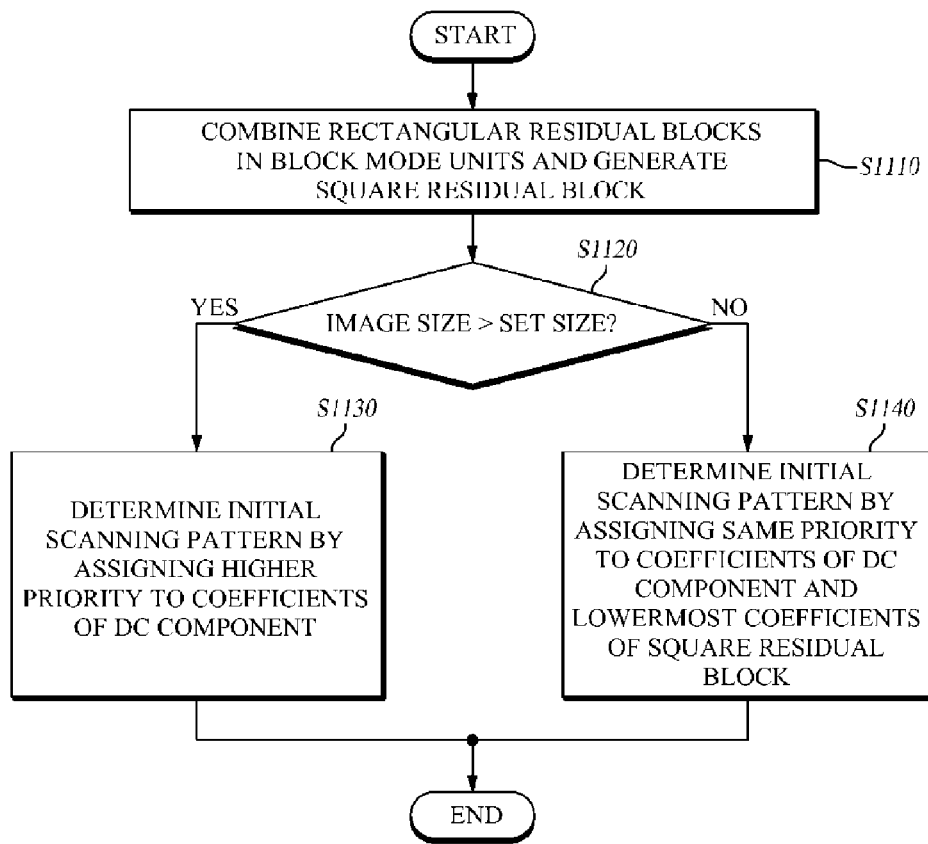 START
COMBINE RECTANGULAR RESIDUAL BLOCKS
IN BLOCK MODE UNITS AND GENERATE
SQUARE RESIDUAL BLOCK
S1110
S1120
YES
IMAGE SIZE > SET SIZE?
NO
S1130
DETERMINE INITIAL
SCANNING PATTERN BY
ASSIGNING HIGHER
PRIORITY TO COEFFICIENTS
OF DC COMPONENT
S1140
DETERMINE INITIAL
SCANNING PATTERN BY
ASSIGNING SAME PRIORITY
TO COEFFICIENTS OF DC
COMPONENT AND
LOWERMOST COEFFICIENTS
OF SQUARE RESIDUAL
BLOCK
END